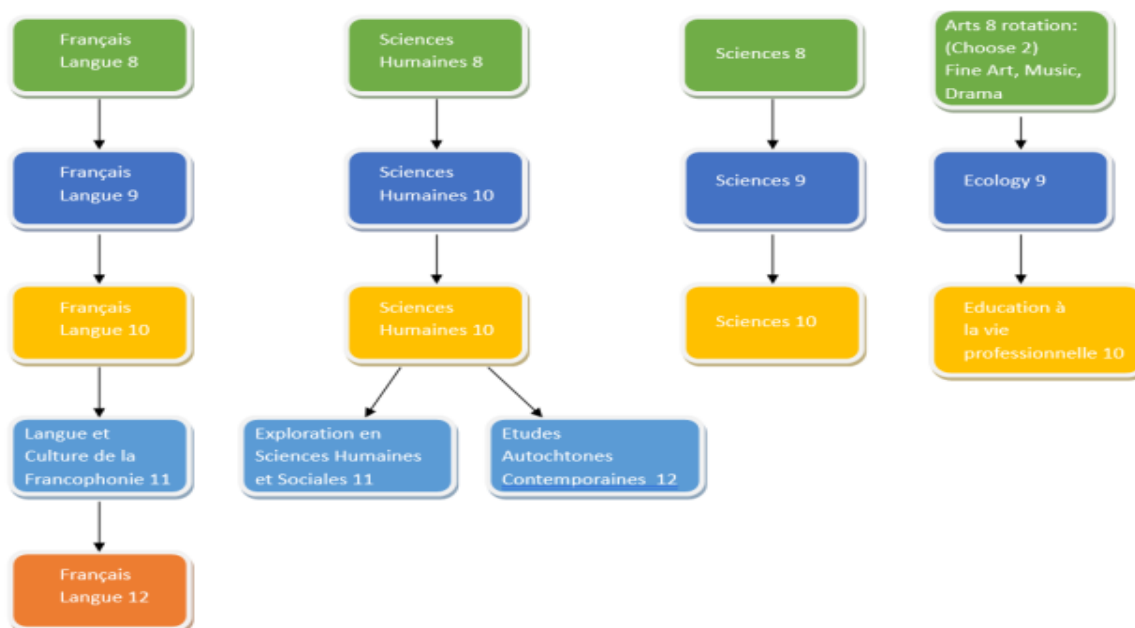 Français
Langue 8
Sciences
Humaines 8
Sciences 8
Arts 8 rotation:
(Choose 2)
Fine Art, Music,
Drama
Français
Langue 9
Sciences
Humaines 10
Sciences 9
Ecology 9
Français
Langue 10
Sciences
Humaines 10
Sciences 10
Education à
la vie
professionnelle 10
Langue et
Culture de la
Francophonie 11
Exploration en
Sciences Humaines
et Sociales 11
Etudes
Autochtones
Contemporaines 12
Français
Langue 12